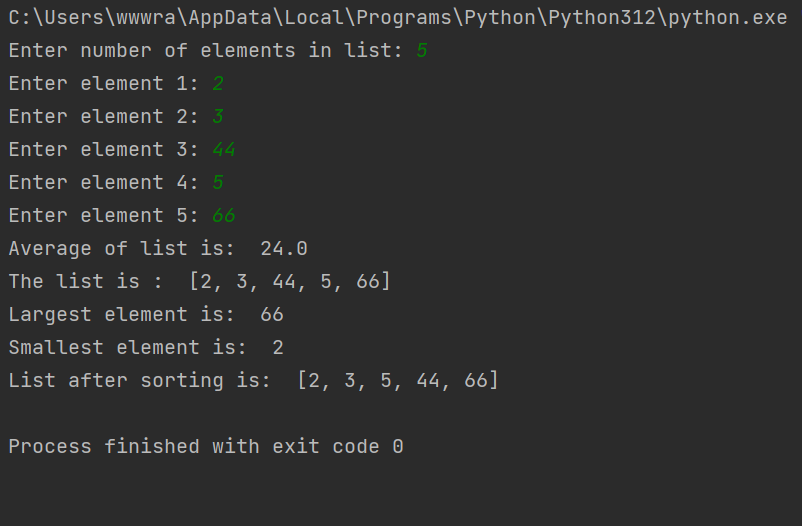 C:\Users\wwwra\AppData\Local\Programs\Python\Python312\python.exe
Enter number of elements in list: 5
Enter element 1: 2
Enter element 2: 3
Enter element 3: 44
Enter element 4: 5
Enter element 5: 66
Average of list is:  24.0
The list is :  [2, 3, 44, 5, 66]
Largest element is:  66
Smallest element is:  2
List after sorting is:  [2, 3, 5, 44, 66]
Process finished with exit code 0